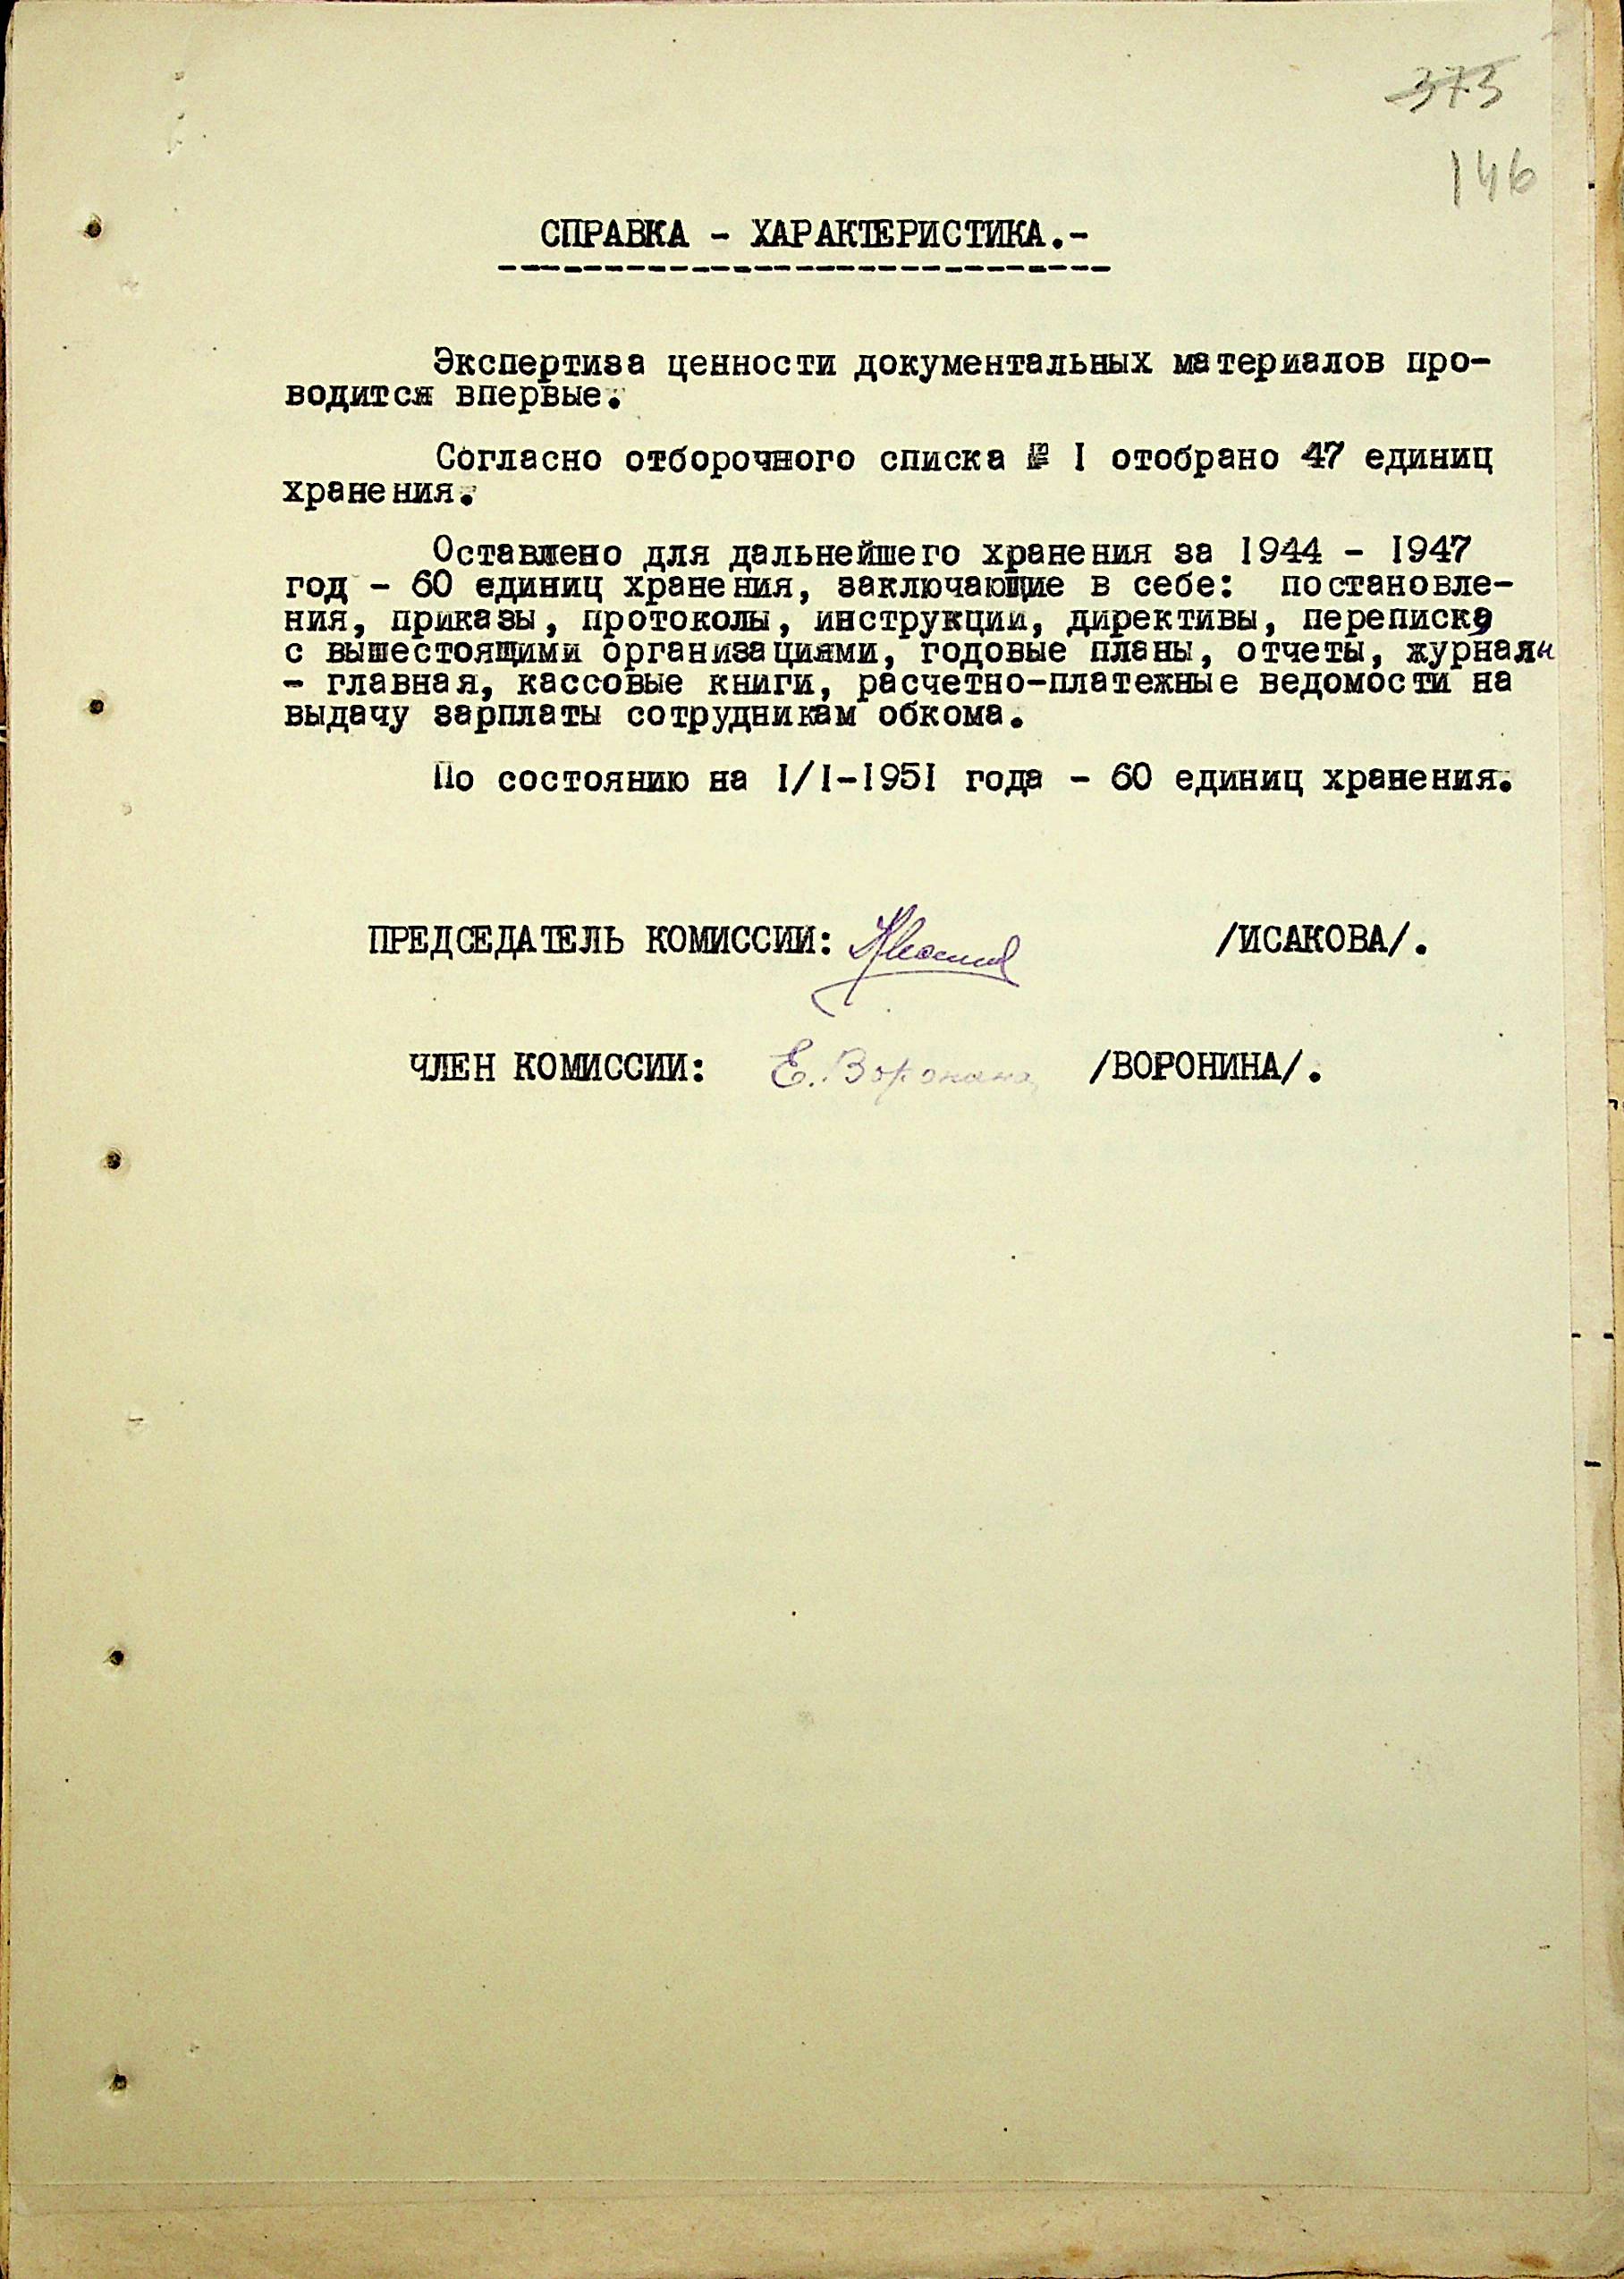 373
146
СПРАВКА - ХАРАКТЕРИСТИКА.-
Экспертиза ценности документальных материалов про-
водится впервые.
Согласно отборочного списка № I отобрано 47 единиц
хранения.
Оставлено для дальнейшего хранения за 1944 - 1947
год - 60 единиц хранения, заключающие в себе: постановле-
ния, приказы, протоколы, инструкции, директивы, переписка
с вышестоящими организациями, годовые планы, отчеты, журналы
- главная, кассовые книги, расчетно-платежные ведомости на
выдачу зарплаты сотрудникам обкома.
По состоянию на I/I-1951 года - 60 единиц хранения.
ПРЕДСЕДАТЕЛЬ КОМИССИИ: /ИСАКОВА/.
ЧЛЕН КОМИССИИ: Е. Воронина /ВОРОНИНА/.